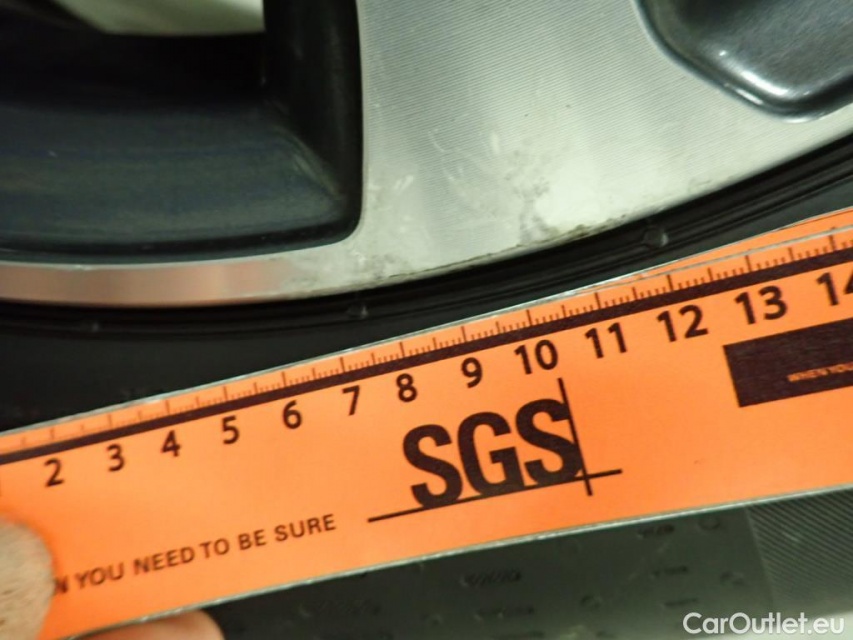 2 3 4 5 6 7 8 9 10 11 12 13 14
SGS
N YOU NEED TO BE SURE
CarOutlet.eu